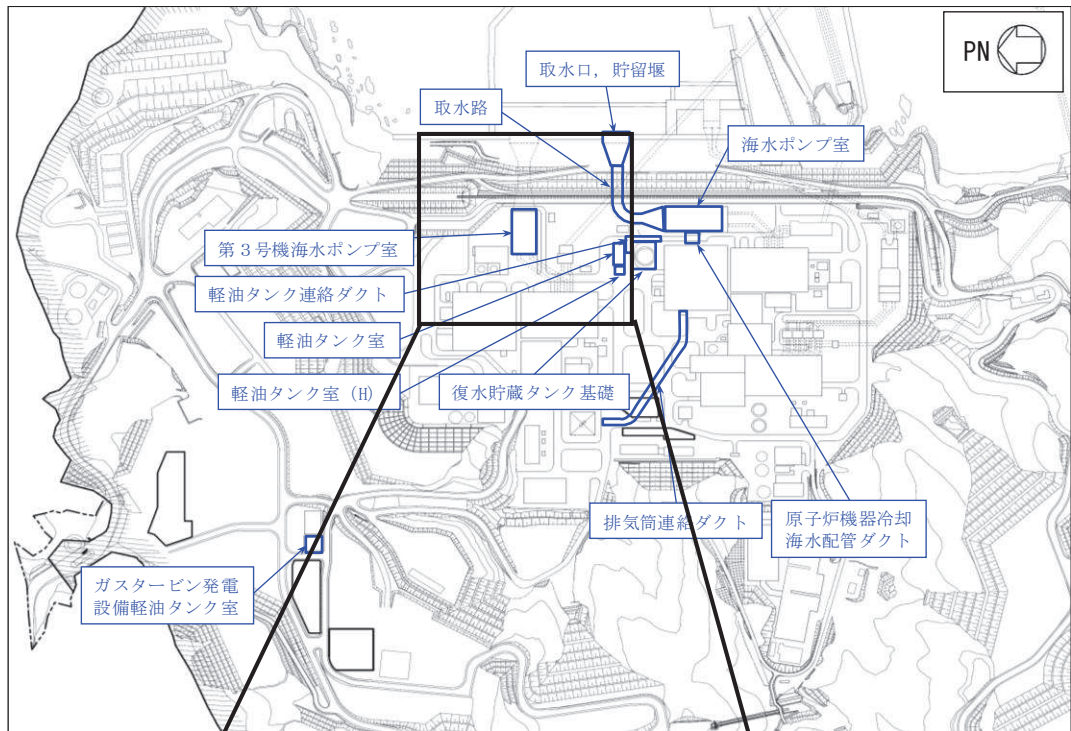 PN
取水口，貯留堰
取水路
海水ポンプ室
第３号機海水ポンプ室
軽油タンク連絡ダクト
軽油タンク室
軽油タンク室（H）
復水貯蔵タンク基礎
排気筒連絡ダクト
原子炉機器冷却
海水配管ダクト
ガスタービン発電
設備軽油タンク室